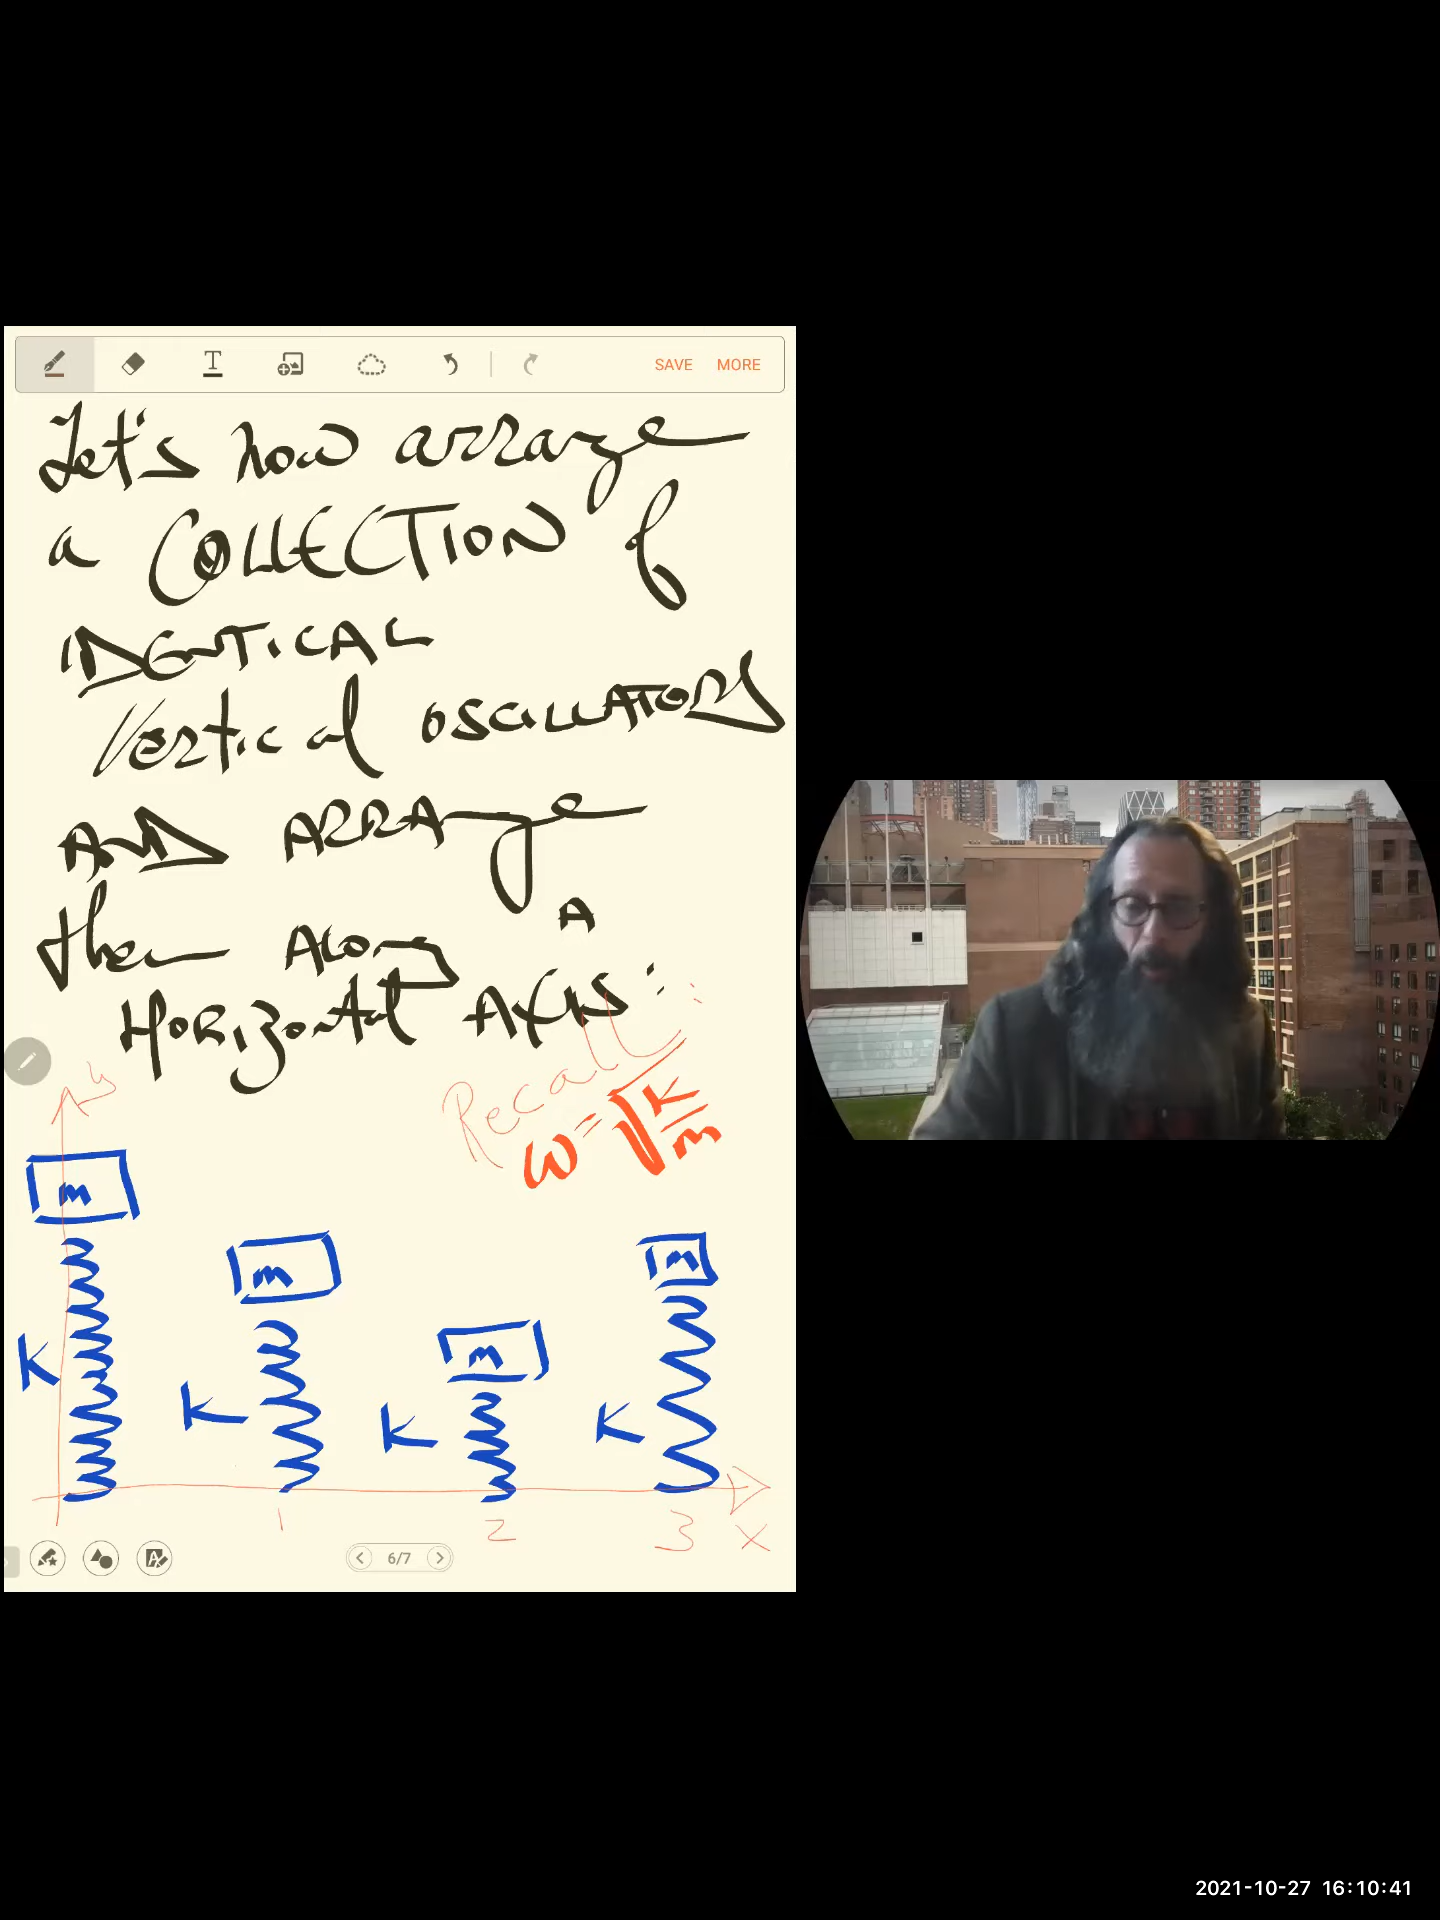 SAVE MORE
Let's now arrange
a COLLECTION of
IDENTICAL
Vertical OSCILLATORY
AND ARRAnge
them Along A
HORIZontal AXIS:
Recall:
ω = √K/m
y
m
m
m
m
K
K
K
K
1 2 3 X
6/7
2021-10-27 16:10:41